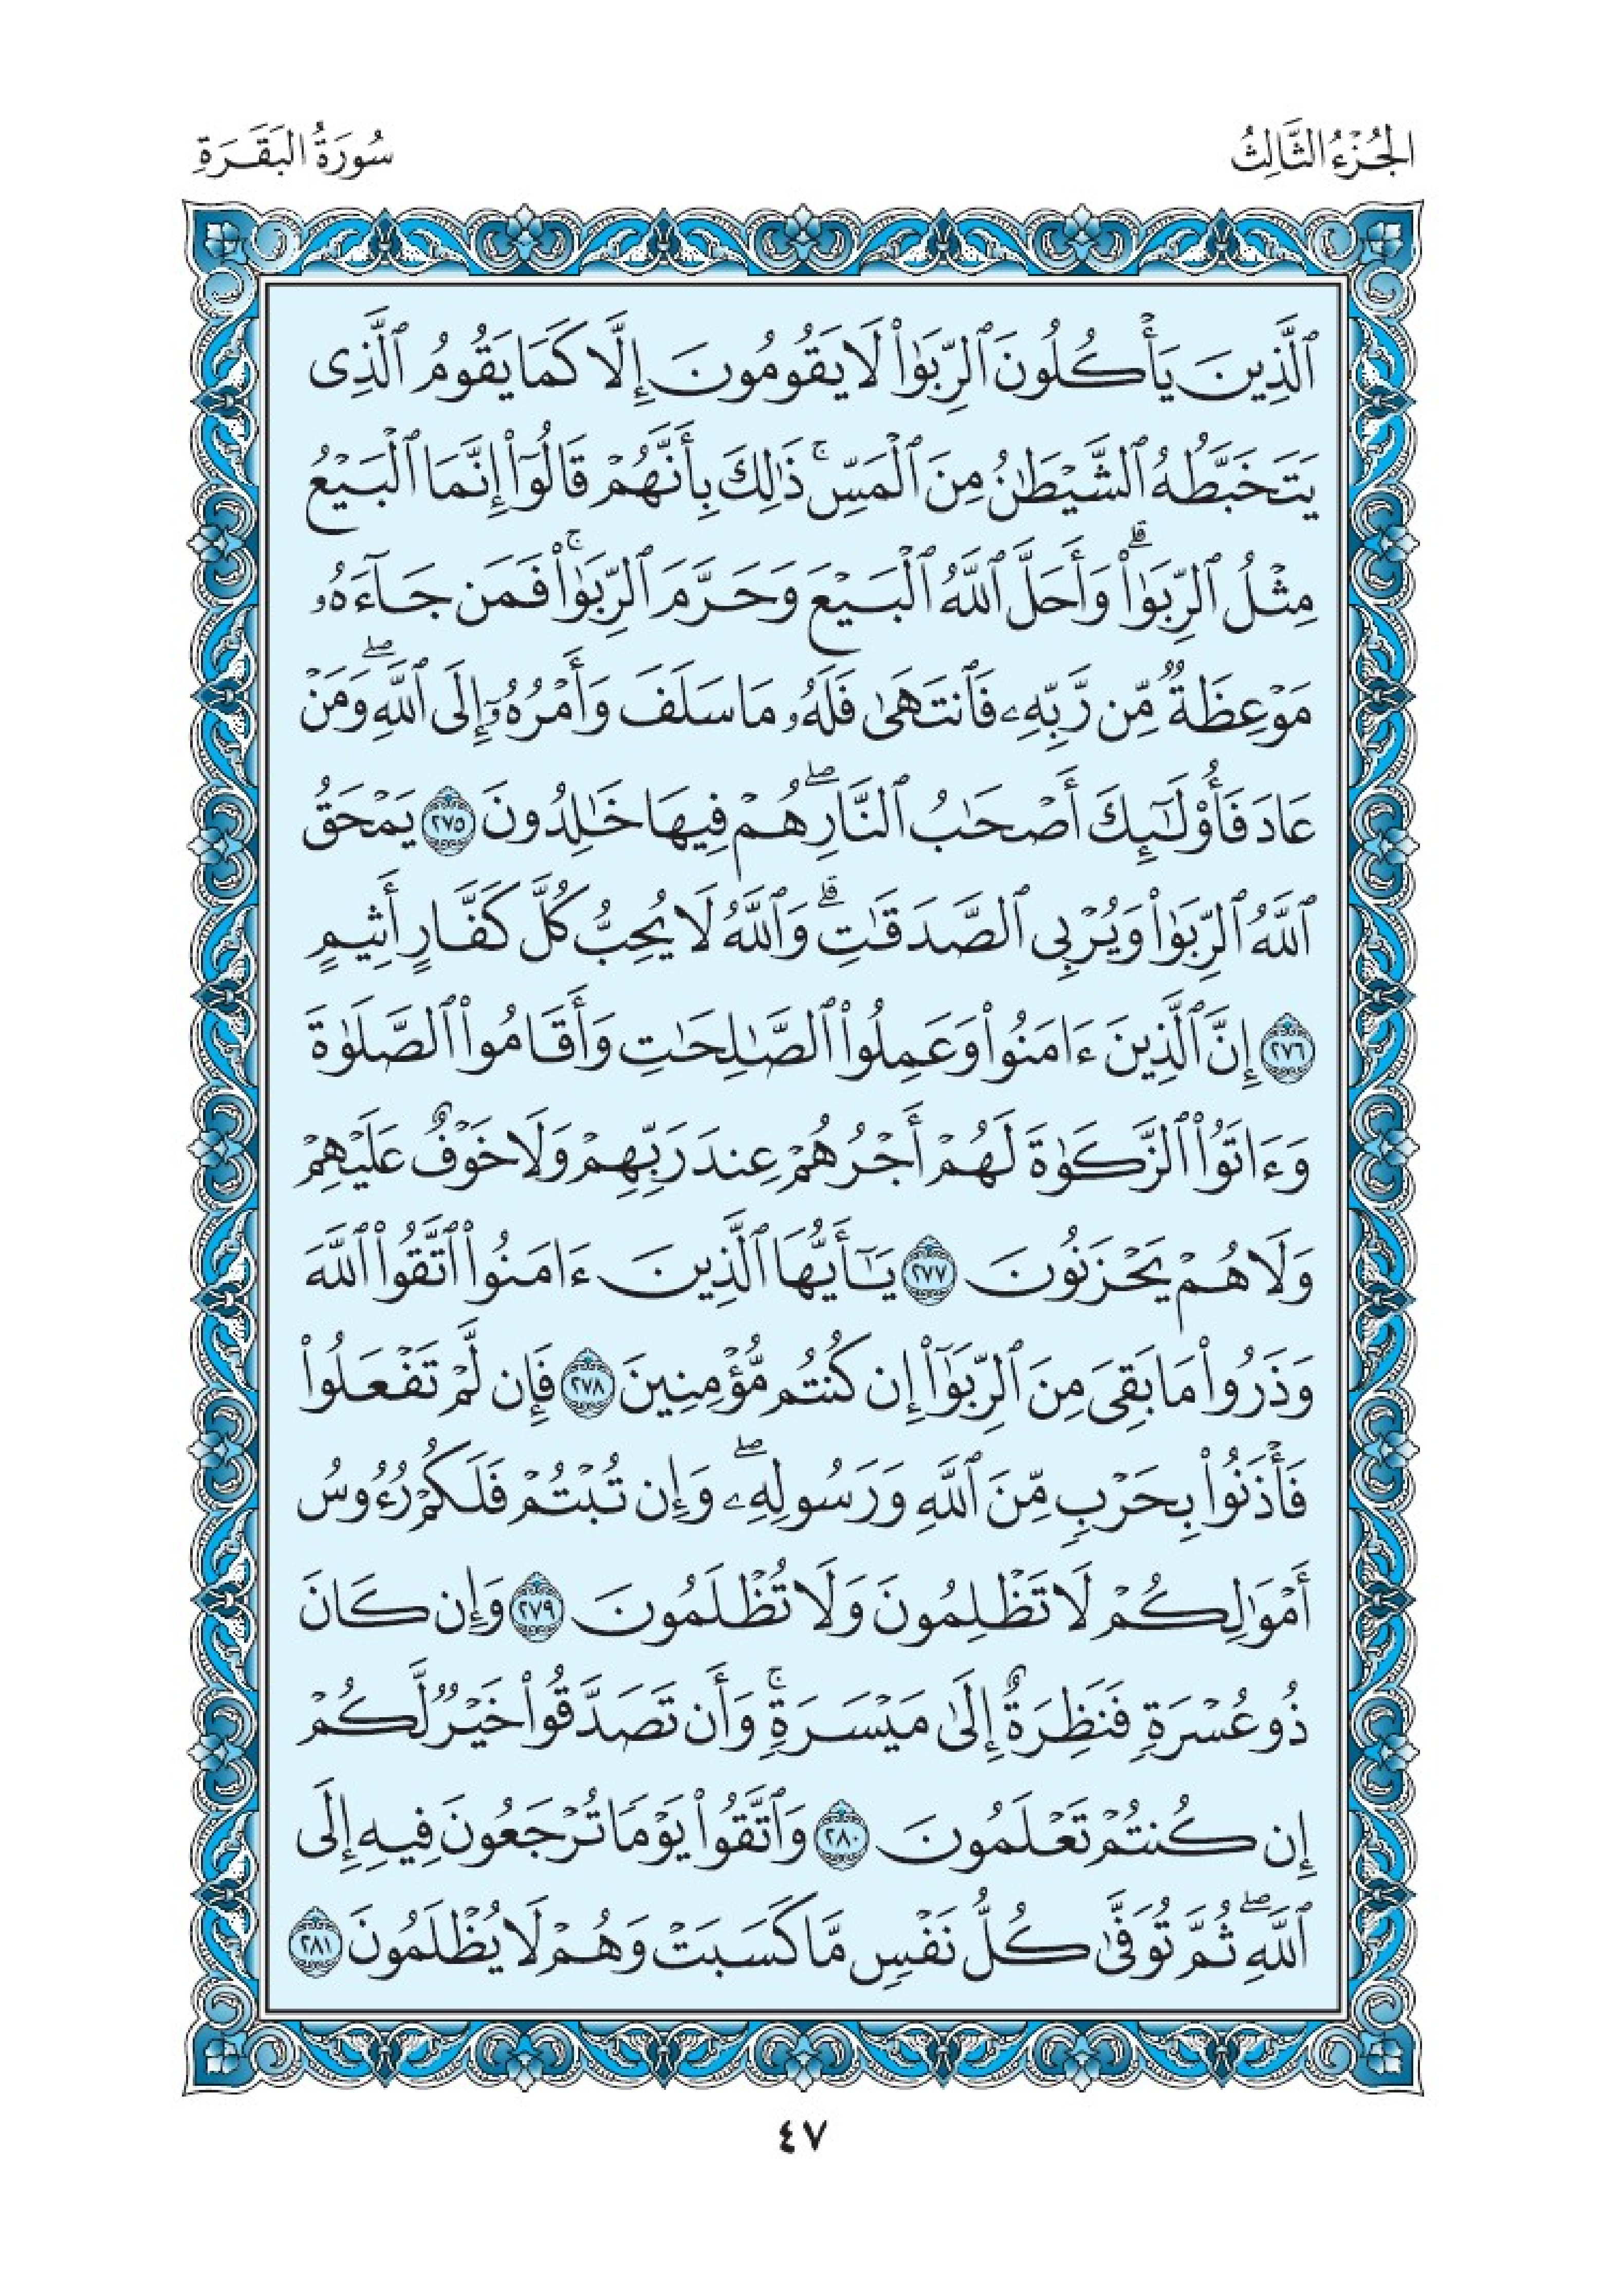 الجُزْءُ الثَّالِثُ
سُورَةُ البَقَرَةِ
ٱلَّذِينَ يَأۡكُلُونَ ٱلرِّبَوٰاْ لَا يَقُومُونَ إِلَّا كَمَا يَقُومُ ٱلَّذِى
يَتَخَبَّطُهُ ٱلشَّيۡطَٰنُ مِنَ ٱلۡمَسِّۚ ذَٰلِكَ بِأَنَّهُمۡ قَالُوٓاْ إِنَّمَا ٱلۡبَيۡعُ
مِثۡلُ ٱلرِّبَوٰاْۗ وَأَحَلَّ ٱللَّهُ ٱلۡبَيۡعَ وَحَرَّمَ ٱلرِّبَوٰاْۚ فَمَن جَآءَهُۥ
مَوۡعِظَةٞ مِّن رَّبِّهِۦ فَٱنتَهَىٰ فَلَهُۥ مَا سَلَفَ وَأَمۡرُهُۥٓ إِلَى ٱللَّهِۖ وَمَنۡ
عَادَ فَأُوْلَٰٓئِكَ أَصۡحَٰبُ ٱلنَّارِۖ هُمۡ فِيهَا خَٰلِدُونَ ٢٧٥ يَمۡحَقُ
ٱللَّهُ ٱلرِّبَوٰاْ وَيُرۡبِى ٱلصَّدَقَٰتِۗ وَٱللَّهُ لَا يُحِبُّ كُلَّ كَفَّارٍ أَثِيمٍ
٢٧٦ إِنَّ ٱلَّذِينَ ءَامَنُواْ وَعَمِلُواْ ٱلصَّٰلِحَٰتِ وَأَقَامُواْ ٱلصَّلَوٰةَ
وَءَاتَوُاْ ٱلزَّكَوٰةَ لَهُمۡ أَجۡرُهُمۡ عِندَ رَبِّهِمۡ وَلَا خَوۡفٌ عَلَيۡهِمۡ
وَلَا هُمۡ يَحۡزَنُونَ ٢٧٧ يَٰٓأَيُّهَا ٱلَّذِينَ ءَامَنُواْ ٱتَّقُواْ ٱللَّهَ
وَذَرُواْ مَا بَقِىَ مِنَ ٱلرِّبَوٰٓاْ إِن كُنتُم مُّؤۡمِنِينَ ٢٧٨ فَإِن لَّمۡ تَفۡعَلُواْ
فَأۡذَنُواْ بِحَرۡبٖ مِّنَ ٱللَّهِ وَرَسُولِهِۦۖ وَإِن تُبۡتُمۡ فَلَكُمۡ رُءُوسُ
أَمۡوَٰلِكُمۡ لَا تَظۡلِمُونَ وَلَا تُظۡلَمُونَ ٢٧٩ وَإِن كَانَ
ذُو عُسۡرَةٖ فَنَظِرَةٌ إِلَىٰ مَيۡسَرَةٖۚ وَأَن تَصَدَّقُواْ خَيۡرٞ لَّكُمۡ
إِن كُنتُمۡ تَعۡلَمُونَ ٢٨٠ وَٱتَّقُواْ يَوۡمٗا تُرۡجَعُونَ فِيهِ إِلَى
ٱللَّهِۖ ثُمَّ تُوَفَّىٰ كُلُّ نَفۡسٖ مَّا كَسَبَتۡ وَهُمۡ لَا يُظۡلَمُونَ ٢٨١
٤٧